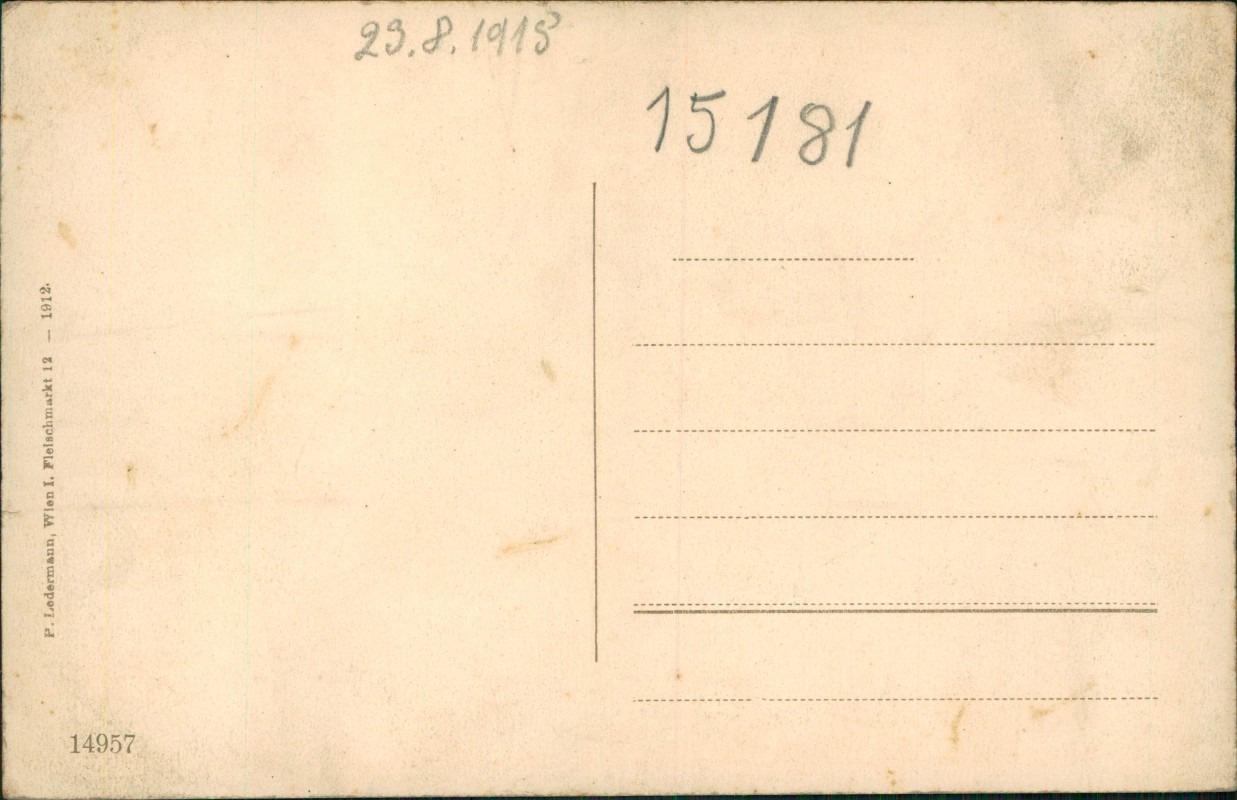 23.8.1915
15181
P. Ledermann, Wien I. Fleischmarkt 12 — 1912.
14957